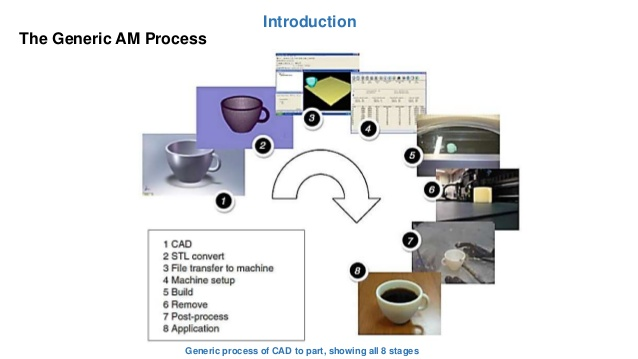 Introduction
The Generic AM Process
1
2
3
4
5
6
7
8
1 CAD
2 STL convert
3 File transfer to machine
4 Machine setup
5 Build
6 Remove
7 Post-process
8 Application
Generic process of CAD to part, showing all 8 stages